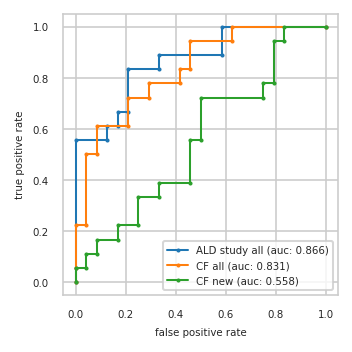 true positive rate
1.0
0.8
0.6
0.4
0.2
0.0
ALD study all (auc: 0.866)
CF all (auc: 0.831)
CF new (auc: 0.558)
0.0 0.2 0.4 0.6 0.8 1.0
false positive rate